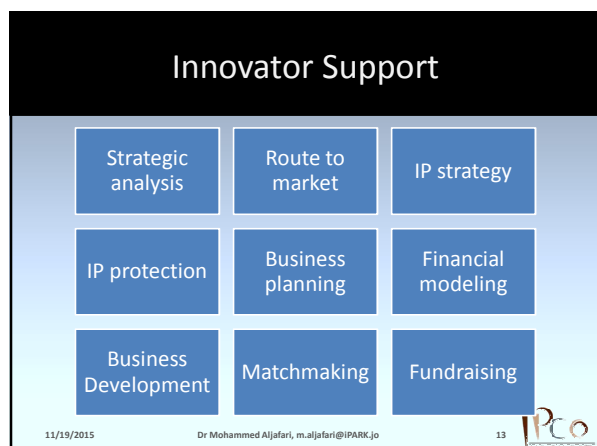 Innovator Support
Strategic
analysis
Route to
market
IP strategy
IP protection
Business
planning
Financial
modeling
Business
Development
Matchmaking
Fundraising
11/19/2015
Dr Mohammed Aljafari, m.aljafari@iPARK.jo
13
IPCO